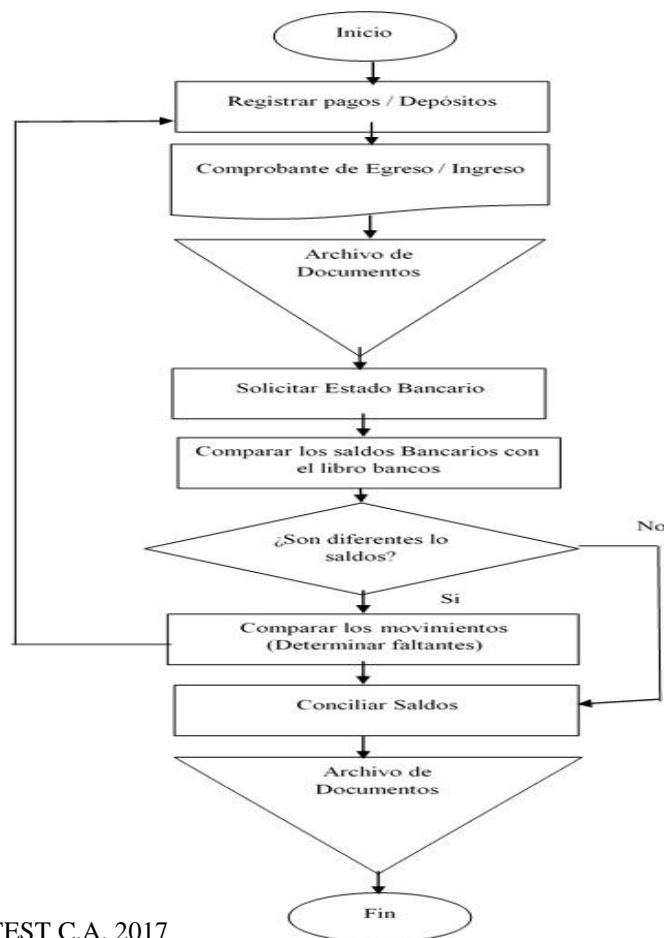 Inicio
Registrar pagos / Depósitos
Comprobante de Egreso / Ingreso
Archivo de
Documentos
Solicitar Estado Bancario
Comparar los saldos Bancarios con
el libro bancos
¿Son diferentes lo
saldos?
No
Si
Comparar los movimientos
(Determinar faltantes)
Conciliar Saldos
Archivo de
Documentos
Fin
TEST C.A. 2017